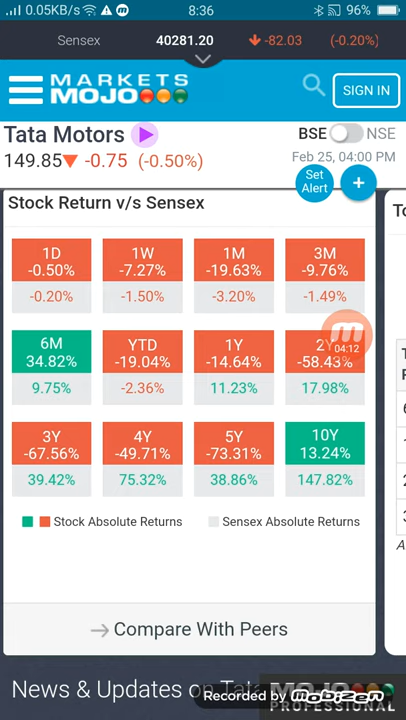 0.05KB/s 8:36 96%
Sensex 40281.20 -82.03 (-0.20%)
MARKETS
MOJO
SIGN IN
Tata Motors
BSE NSE
149.85 -0.75 (-0.50%)
Feb 25, 04:00 PM
Set
Alert
+
Stock Return v/s Sensex
To
1D 1W 1M 3M
-0.50% -7.27% -19.63% -9.76%
-0.20% -1.50% -3.20% -1.49%
04:12
6M YTD 1Y 2Y
34.82% -19.04% -14.64% -58.43%
9.75% -2.36% 11.23% 17.98%
3Y 4Y 5Y 10Y
-67.56% -49.71% -73.31% 13.24%
39.42% 75.32% 38.86% 147.82%
Stock Absolute Returns Sensex Absolute Returns
Compare With Peers
News & Updates on Tata
MOJO
PROFESSIONAL
Recorded by MOBIZEN